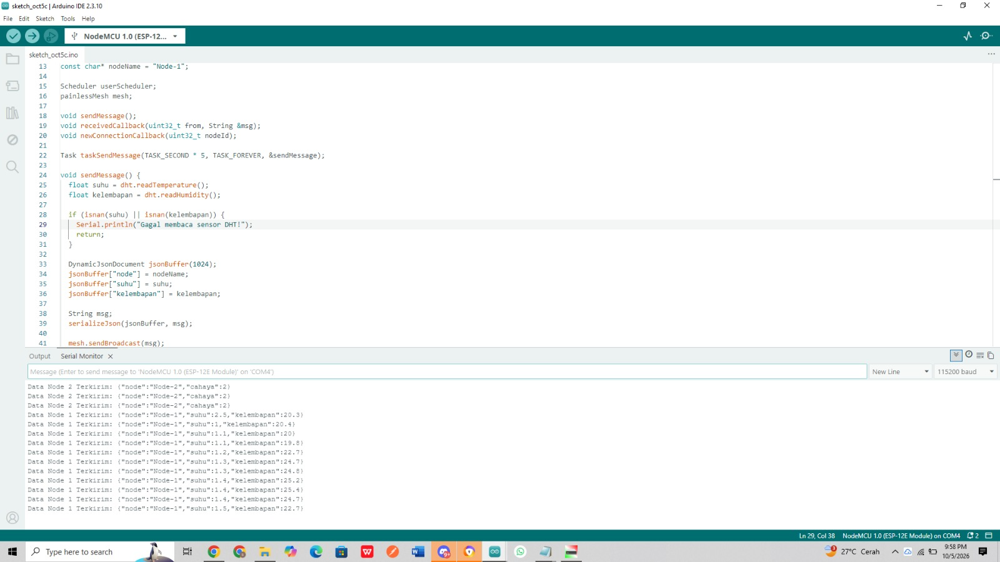 sketch_oct5c | Arduino IDE 2.3.10
File Edit Sketch Tools Help
NodeMCU 1.0 (ESP-12...
sketch_oct5c.ino
13 const char* nodeName = "Node-1";
14
15 Scheduler userScheduler;
16 painlessMesh mesh;
17
18 void sendMessage();
19 void receivedCallback(uint32_t from, String &msg);
20 void newConnectionCallback(uint32_t nodeId);
21
22 Task taskSendMessage(TASK_SECOND * 5, TASK_FOREVER, &sendMessage);
23
24 void sendMessage() {
25 float suhu = dht.readTemperature();
26 float kelembapan = dht.readHumidity();
27
28 if (isnan(suhu) || isnan(kelembapan)) {
29 Serial.println("Gagal membaca sensor DHT!");
30 return;
31 }
32
33 DynamicJsonDocument jsonBuffer(1024);
34 jsonBuffer["node"] = nodeName;
35 jsonBuffer["suhu"] = suhu;
36 jsonBuffer["kelembapan"] = kelembapan;
37
38 String msg;
39 serializeJson(jsonBuffer, msg);
40
41 mesh.sendBroadcast(msg);
Output Serial Monitor
Message (Enter to send message to 'NodeMCU 1.0 (ESP-12E Module)' on 'COM4')
New Line
115200 baud
Data Node 2 Terkirim: {"node":"Node-2","cahaya":2}
Data Node 2 Terkirim: {"node":"Node-2","cahaya":2}
Data Node 2 Terkirim: {"node":"Node-2","cahaya":2}
Data Node 1 Terkirim: {"node":"Node-1","suhu":2.5,"kelembapan":20.3}
Data Node 1 Terkirim: {"node":"Node-1","suhu":1,"kelembapan":20.4}
Data Node 1 Terkirim: {"node":"Node-1","suhu":1.1,"kelembapan":20}
Data Node 1 Terkirim: {"node":"Node-1","suhu":1.1,"kelembapan":19.8}
Data Node 1 Terkirim: {"node":"Node-1","suhu":1.2,"kelembapan":22.7}
Data Node 1 Terkirim: {"node":"Node-1","suhu":1.3,"kelembapan":24.7}
Data Node 1 Terkirim: {"node":"Node-1","suhu":1.3,"kelembapan":24.8}
Data Node 1 Terkirim: {"node":"Node-1","suhu":1.4,"kelembapan":25.2}
Data Node 1 Terkirim: {"node":"Node-1","suhu":1.4,"kelembapan":25.4}
Data Node 1 Terkirim: {"node":"Node-1","suhu":1.4,"kelembapan":24.7}
Data Node 1 Terkirim: {"node":"Node-1","suhu":1.5,"kelembapan":22.7}
Ln 29, Col 38 NodeMCU 1.0 (ESP-12E Module) on COM4 2
Type here to search
3
27°C Cerah
9:58 PM
10/5/2026